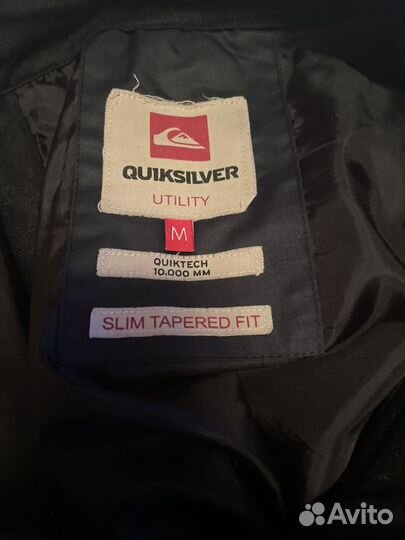 QUIKSILVER
UTILITY
M
QUIKTECH
10.000 MM
SLIM TAPERED FIT
Avito